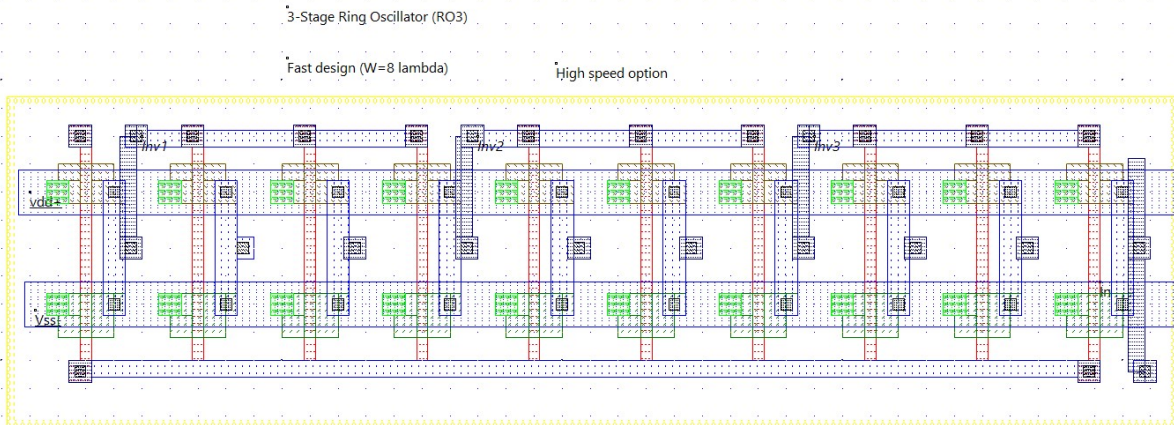 3-Stage Ring Oscillator (RO3)
Fast design (W=8 lambda)
High speed option
Inv1
Inv2
Inv3
vdd+
In
Vss-